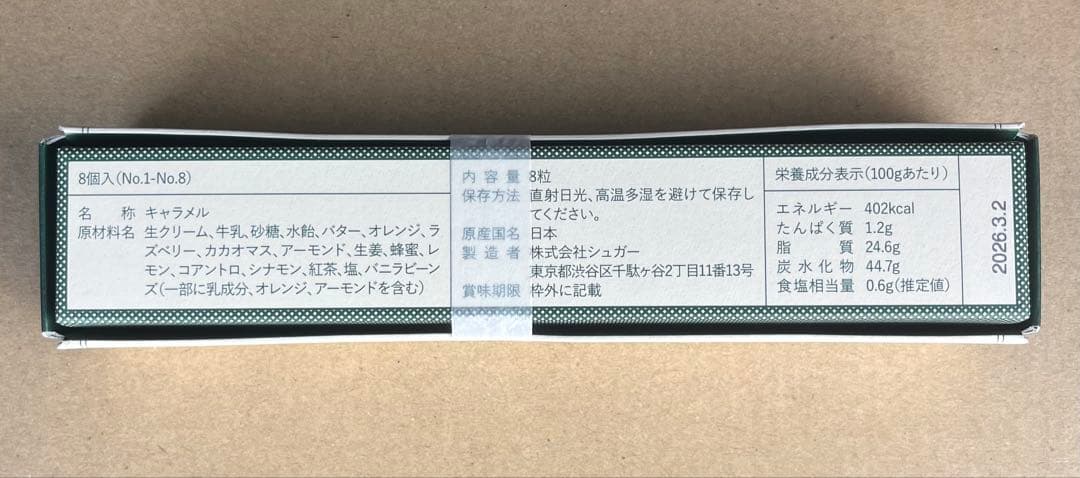 8個入(No.1-No.8)
名　称 キャラメル
原材料名 生クリーム、牛乳、砂糖、水飴、バター、オレンジ、ラ
ズベリー、カカオマス、アーモンド、生姜、蜂蜜、レ
モン、コアントロ、シナモン、紅茶、塩、バニラビーン
ズ(一部に乳成分、オレンジ、アーモンドを含む)
内容量 8粒
保存方法 直射日光、高温多湿を避けて保存し
てください。
原産国名 日本
製造者 株式会社シュガー
東京都渋谷区千駄ヶ谷2丁目11番13号
賞味期限 枠外に記載
栄養成分表示(100gあたり)
エネルギー 402kcal
たんぱく質 1.2g
脂　質 24.6g
炭水化物 44.7g
食塩相当量 0.6g(推定値)
2026.3.2